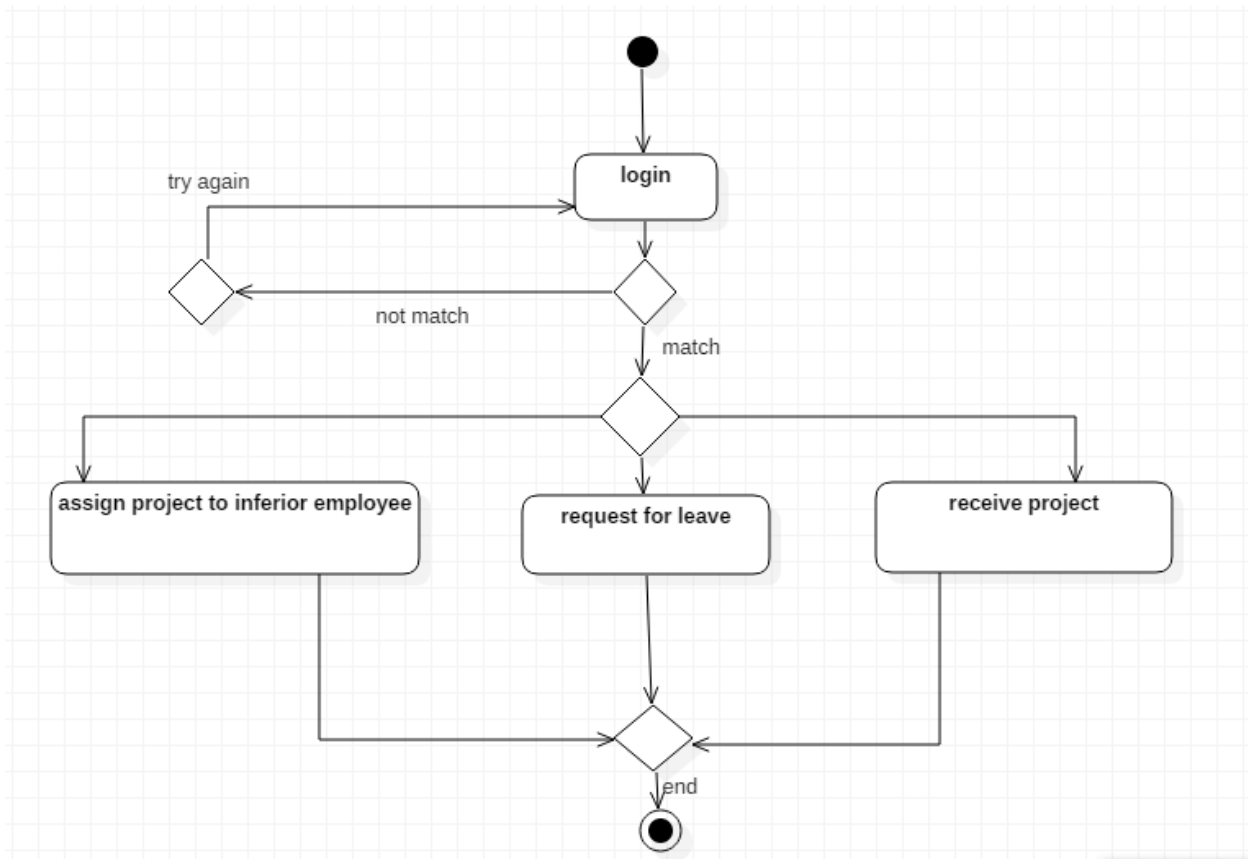 login
try again
not match
match
assign project to inferior employee
request for leave
receive project
end